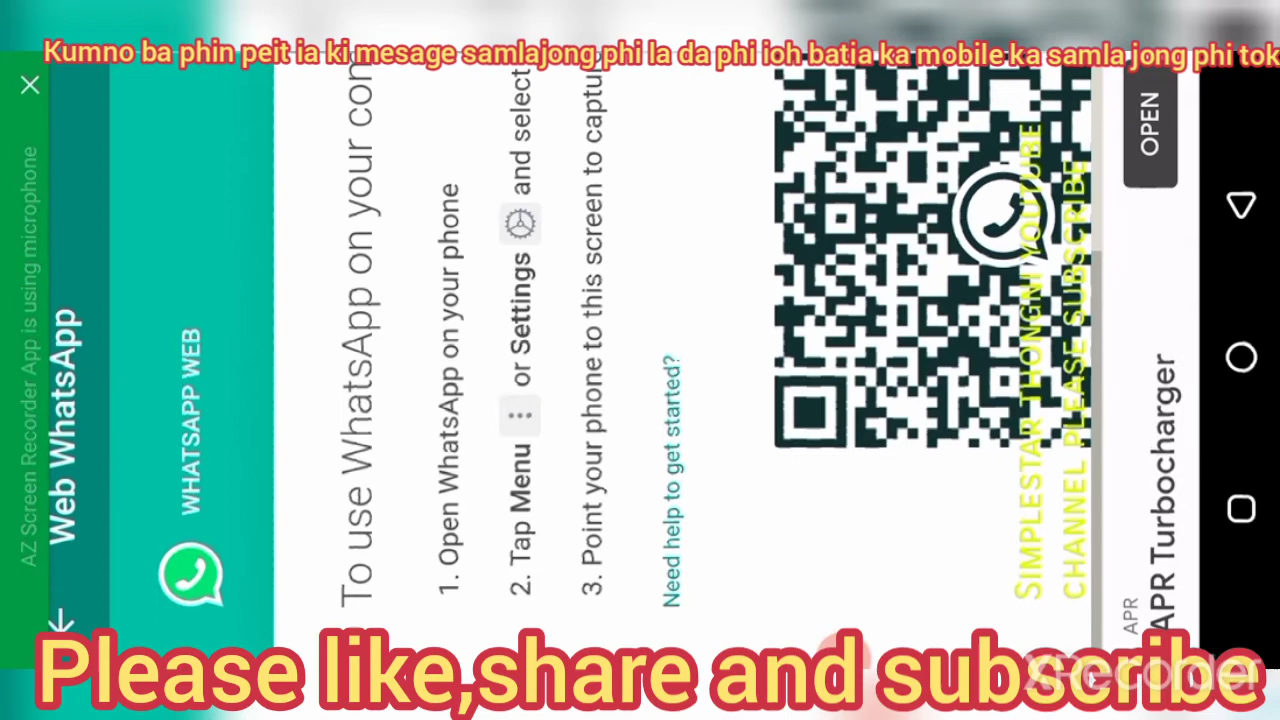 Kumno ba phin peit ia ki mesage samlajong phi la da phi ioh batia ka mobile ka samla jong phi tok
AZ Screen Recorder App is using microphone
Web WhatsApp
WHATSAPP WEB
To use WhatsApp on your com
1. Open WhatsApp on your phone
2. Tap Menu or Settings and select
3. Point your phone to this screen to captu
Need help to get started?
SIMPLESTAR THONGNI YOUTUBE
CHANNEL PLEASE SUBSCRIBE
APR
APR Turbocharger
OPEN
Please like,share and subscribe
XRecorder